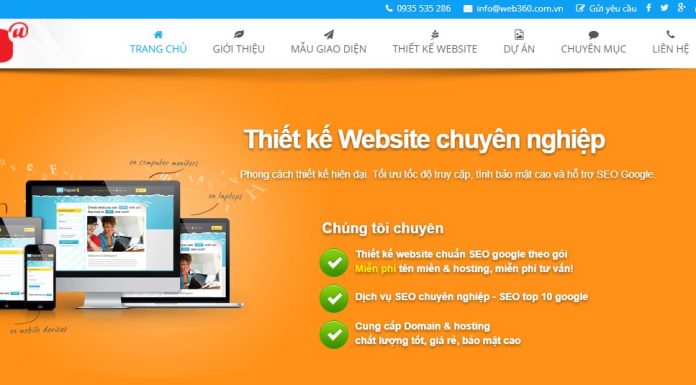 0935 535 286 info@web360.com.vn Gửi yêu cầu
TRANG CHỦ GIỚI THIỆU MẪU GIAO DIỆN THIẾT KẾ WEBSITE DỰ ÁN CHUYÊN MỤC LIÊN HỆ
Thiết kế Website chuyên nghiệp
Phong cách thiết kế hiện đại. Tối ưu tốc độ truy cập, tính bảo mật cao và hỗ trợ SEO Google.
on computer monitors
on laptops
on mobile devices
Chúng tôi chuyên
Thiết kế website chuẩn SEO google theo gói
Miễn phí tên miền & hosting, miễn phí tư vấn!
Dịch vụ SEO chuyên nghiệp - SEO top 10 google
Cung cấp Domain & hosting
chất lượng tốt, giá rẻ, bảo mật cao